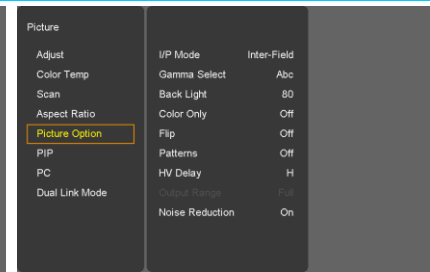 Picture
Adjust
Color Temp
Scan
Aspect Ratio
Picture Option
PIP
PC
Dual Link Mode
I/P Mode Inter-Field
Gamma Select Abc
Back Light 80
Color Only Off
Flip Off
Patterns Off
HV Delay H
Output Range Full
Noise Reduction On